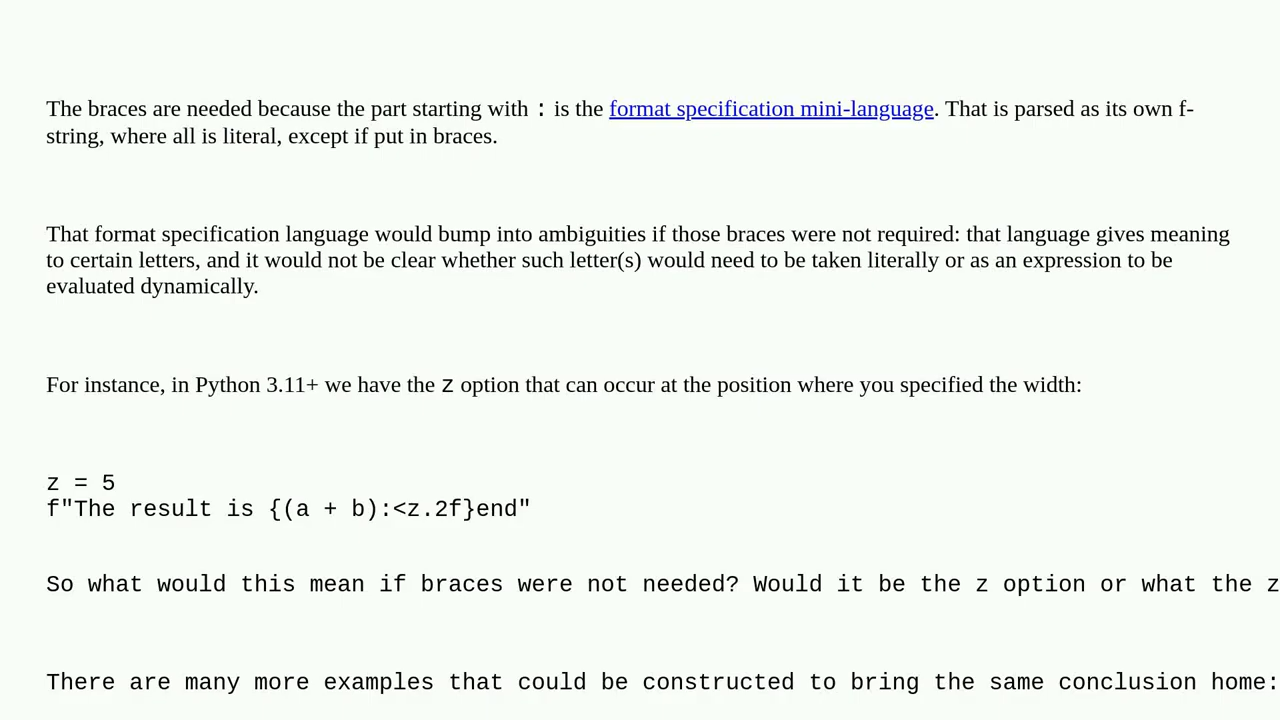 The braces are needed because the part starting with : is the format specification mini-language. That is parsed as its own f-
string, where all is literal, except if put in braces.
That format specification language would bump into ambiguities if those braces were not required: that language gives meaning
to certain letters, and it would not be clear whether such letter(s) would need to be taken literally or as an expression to be
evaluated dynamically.
For instance, in Python 3.11+ we have the z option that can occur at the position where you specified the width:
z = 5
f"The result is {(a + b):<z.2f}end"
So what would this mean if braces were not needed? Would it be the z option or what the z
There are many more examples that could be constructed to bring the same conclusion home: